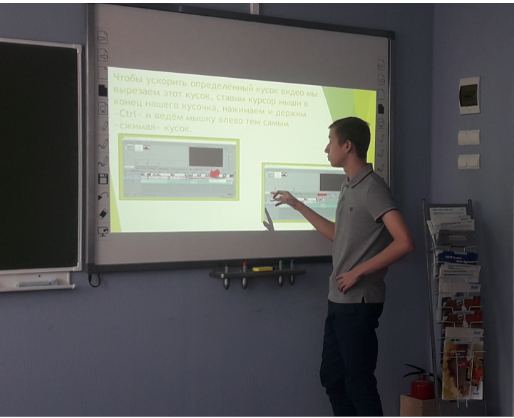 Чтобы ускорить определённый кусок видео мы
вырезаем этот кусок, ставим курсор мыши в
конец нашего кусочка, нажимаем и держим
«Ctrl» и ведём мышку влево тем самым
«сжимая» кусок.